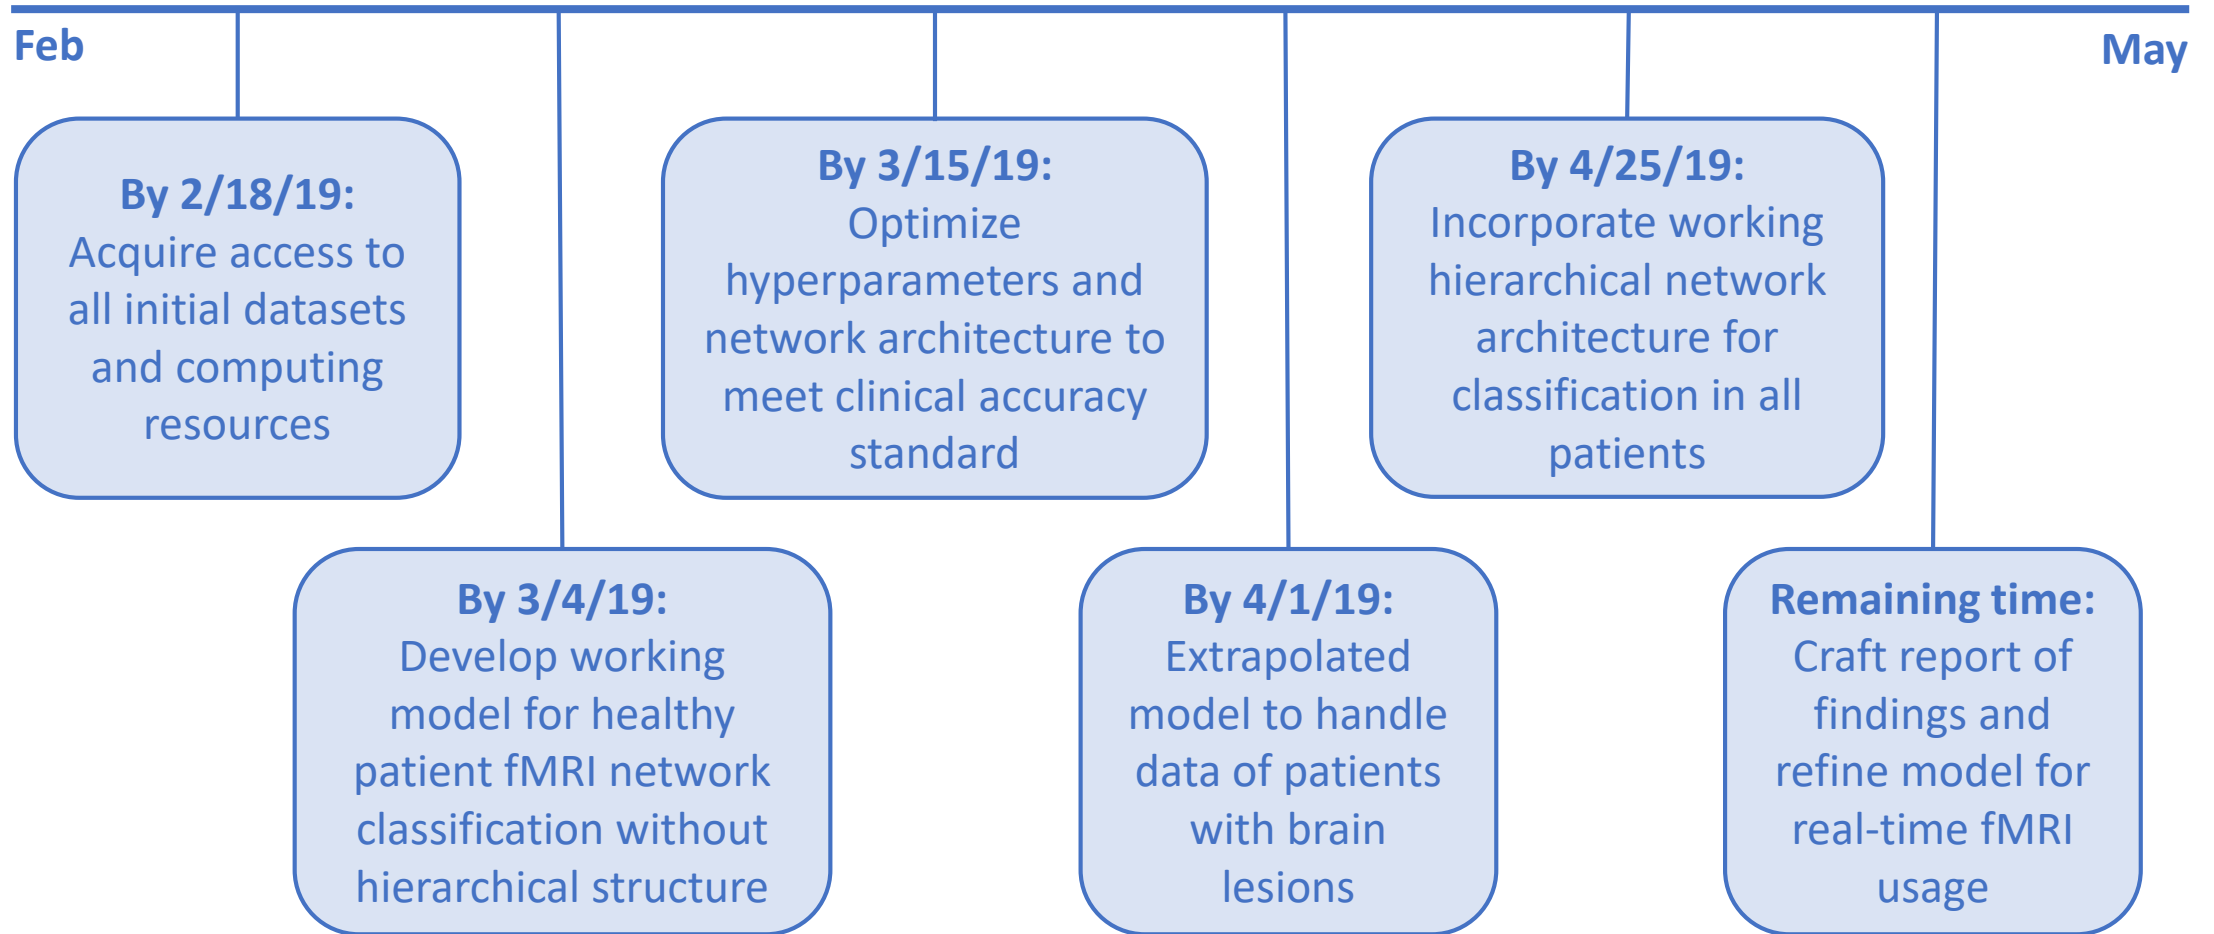 Feb
May
By 2/18/19:
Acquire access to
all initial datasets
and computing
resources
By 3/4/19:
Develop working
model for healthy
patient fMRI network
classification without
hierarchical structure
By 3/15/19:
Optimize
hyperparameters and
network architecture to
meet clinical accuracy
standard
By 4/1/19:
Extrapolated
model to handle
data of patients
with brain
lesions
By 4/25/19:
Incorporate working
hierarchical network
architecture for
classification in all
patients
Remaining time:
Craft report of
findings and
refine model for
real-time fMRI
usage